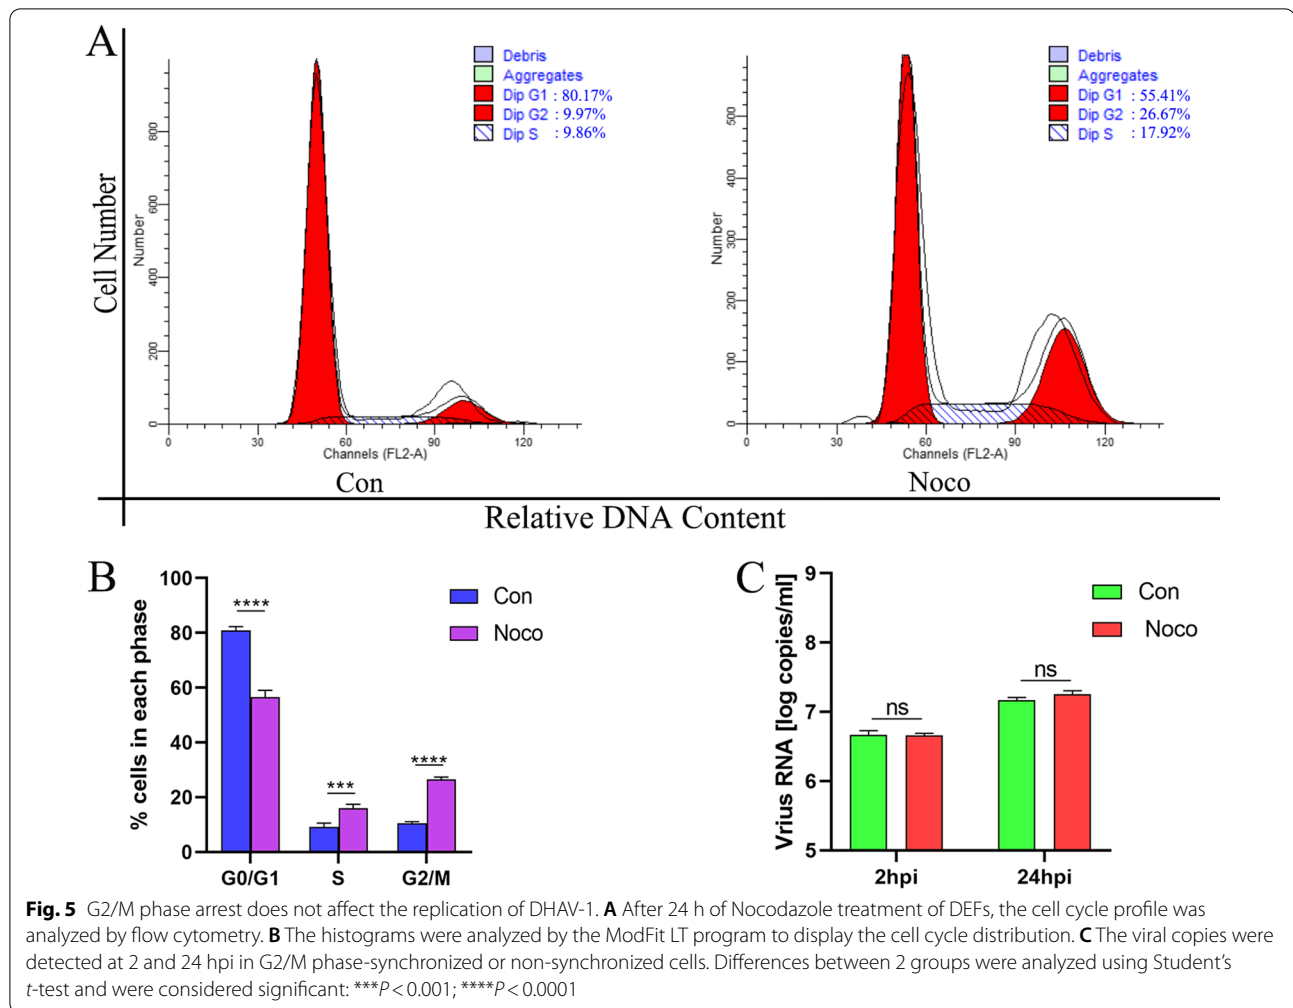 A
Cell Number
Number
800
600
400
200
0
0 30 60 90 120
Channels (FL2-A)
Debris
Aggregates
Dip G1 : 80.17%
Dip G2 : 9.97%
Dip S : 9.86%
Con
Number
500
400
300
200
100
0
0 30 60 90 120
Channels (FL2-A)
Debris
Aggregates
Dip G1 : 55.41%
Dip G2 : 26.67%
Dip S : 17.92%
Noco
Relative DNA Content
B
% cells in each phase
100
80
60
40
20
0
****
***
****
G0/G1 S G2/M
Con
Noco
C
Vrius RNA [log copies/ml]
9
8
7
6
5
ns
ns
2hpi 24hpi
Con
Noco
Fig. 5 G2/M phase arrest does not affect the replication of DHAV-1. A After 24 h of Nocodazole treatment of DEFs, the cell cycle profile was
analyzed by flow cytometry. B The histograms were analyzed by the ModFit LT program to display the cell cycle distribution. C The viral copies were
detected at 2 and 24 hpi in G2/M phase-synchronized or non-synchronized cells. Differences between 2 groups were analyzed using Student’s
t-test and were considered significant: ***P < 0.001; ****P < 0.0001